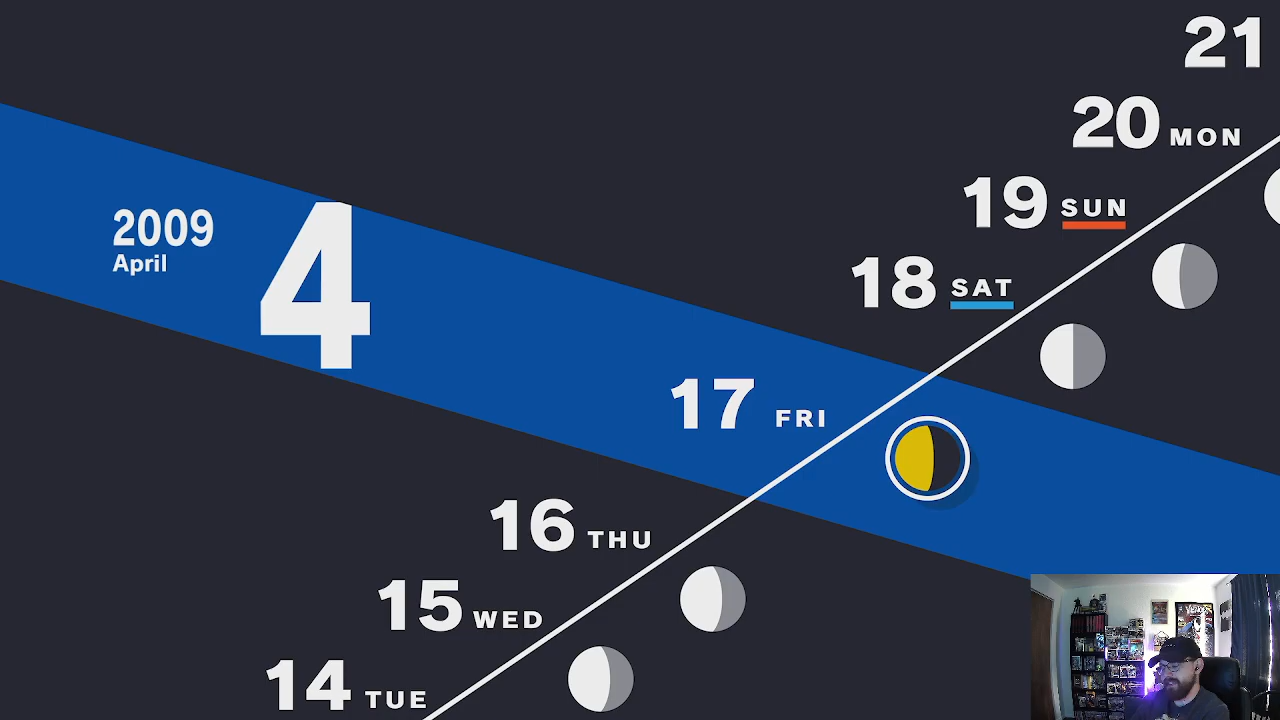 21
20 MON
19 SUN
18 SAT
2009
April
4
17 FRI
16 THU
15 WED
14 TUE